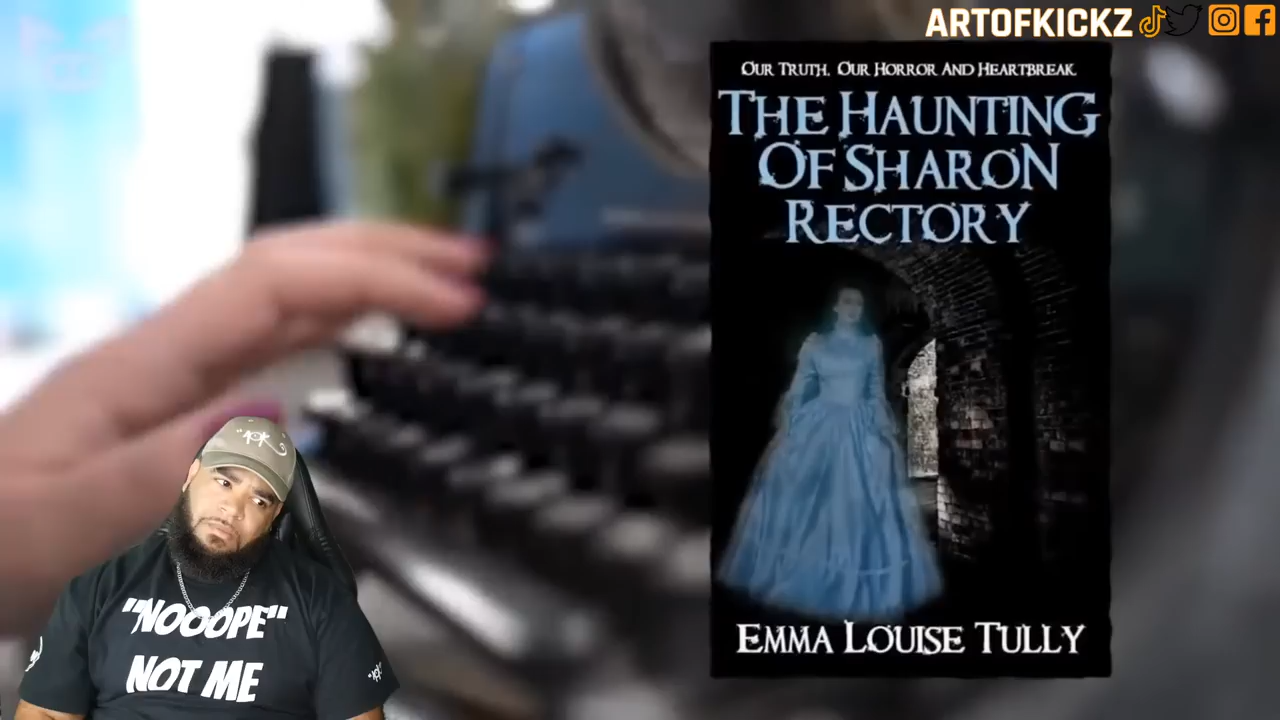 ARTOFKICKZ
OUR TRUTH. OUR HORROR AND HEARTBREAK.
THE HAUNTING
OF SHARON
RECTORY
EMMA LOUISE TULLY
"NOOOPE"
NOT ME